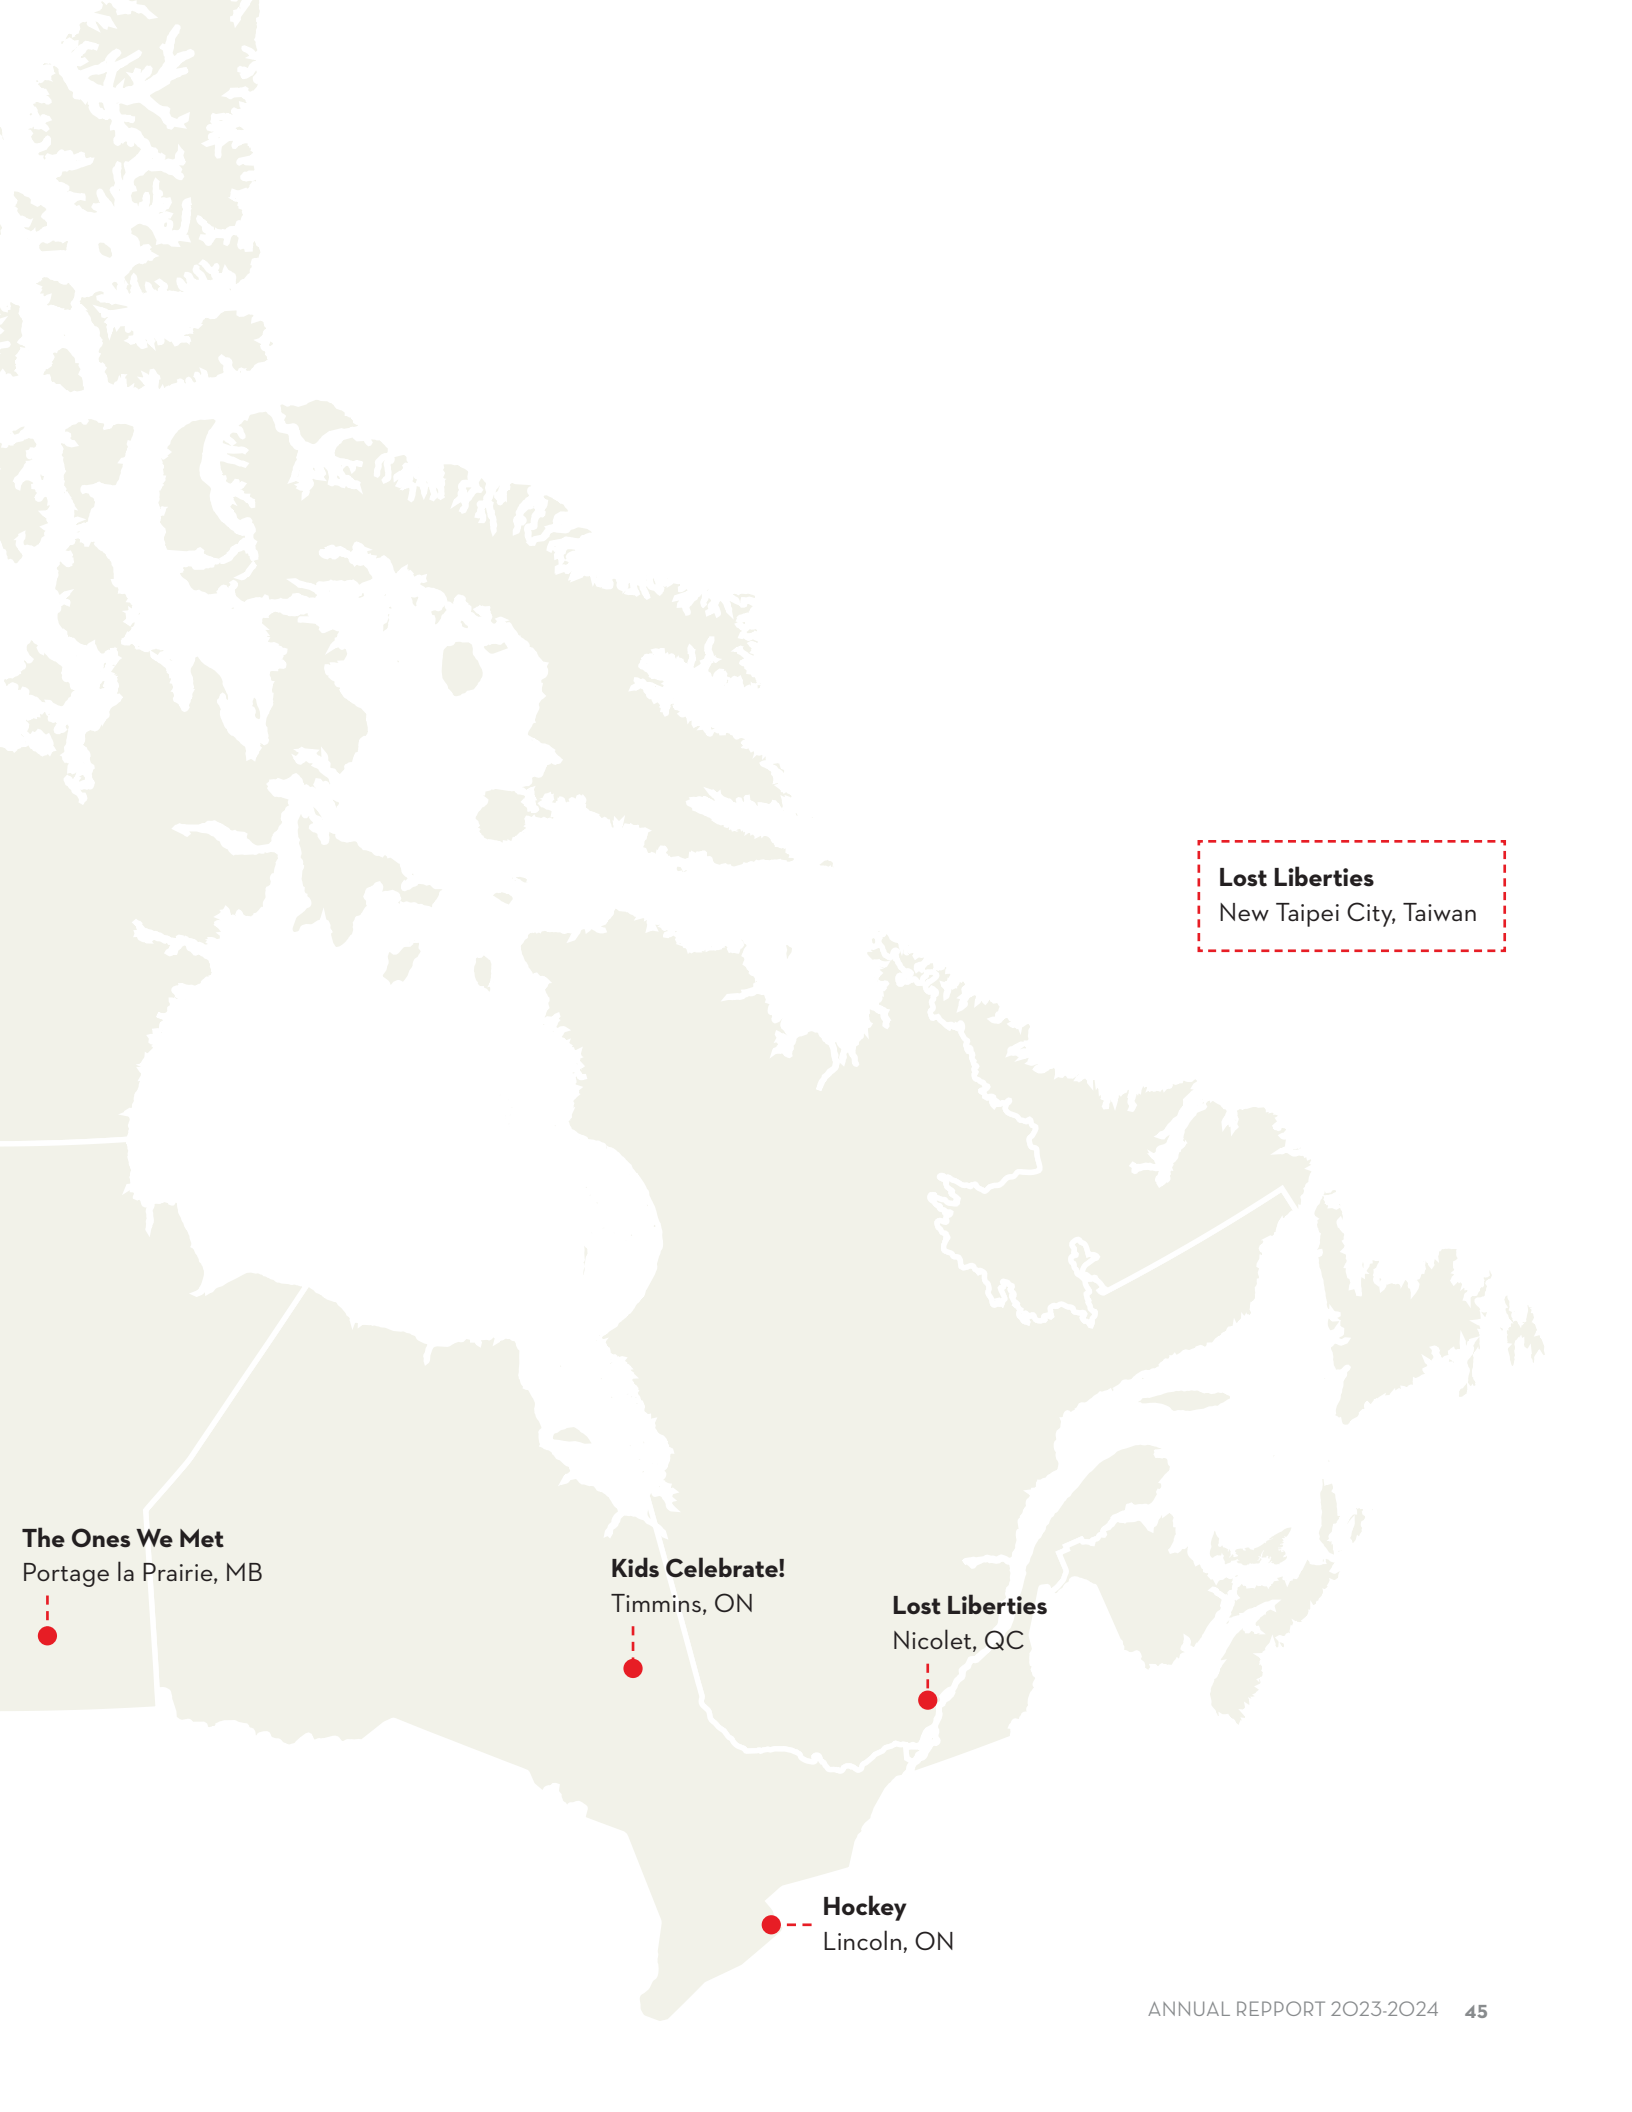 Lost Liberties
New Taipei City, Taiwan
The Ones We Met
Portage la Prairie, MB
Kids Celebrate!
Timmins, ON
Lost Liberties
Nicolet, QC
Hockey
Lincoln, ON
ANNUAL REPPORT 2023-2024 45